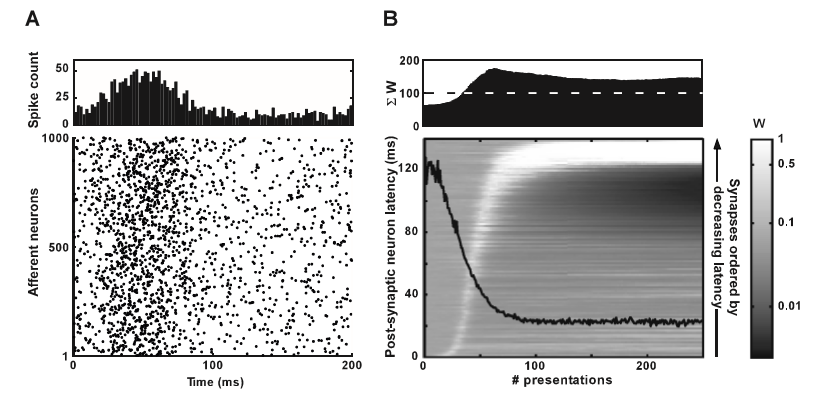 A
Spike count
50
25
0
Afferent neurons
1000
500
1
0
100
200
Time (ms)
B
Σ W
200
100
0
Post-synaptic neuron latency (ms)
120
80
40
0
0
100
200
# presentations
Synapses ordered by
decreasing latency
W
1
0.5
0.1
0.01